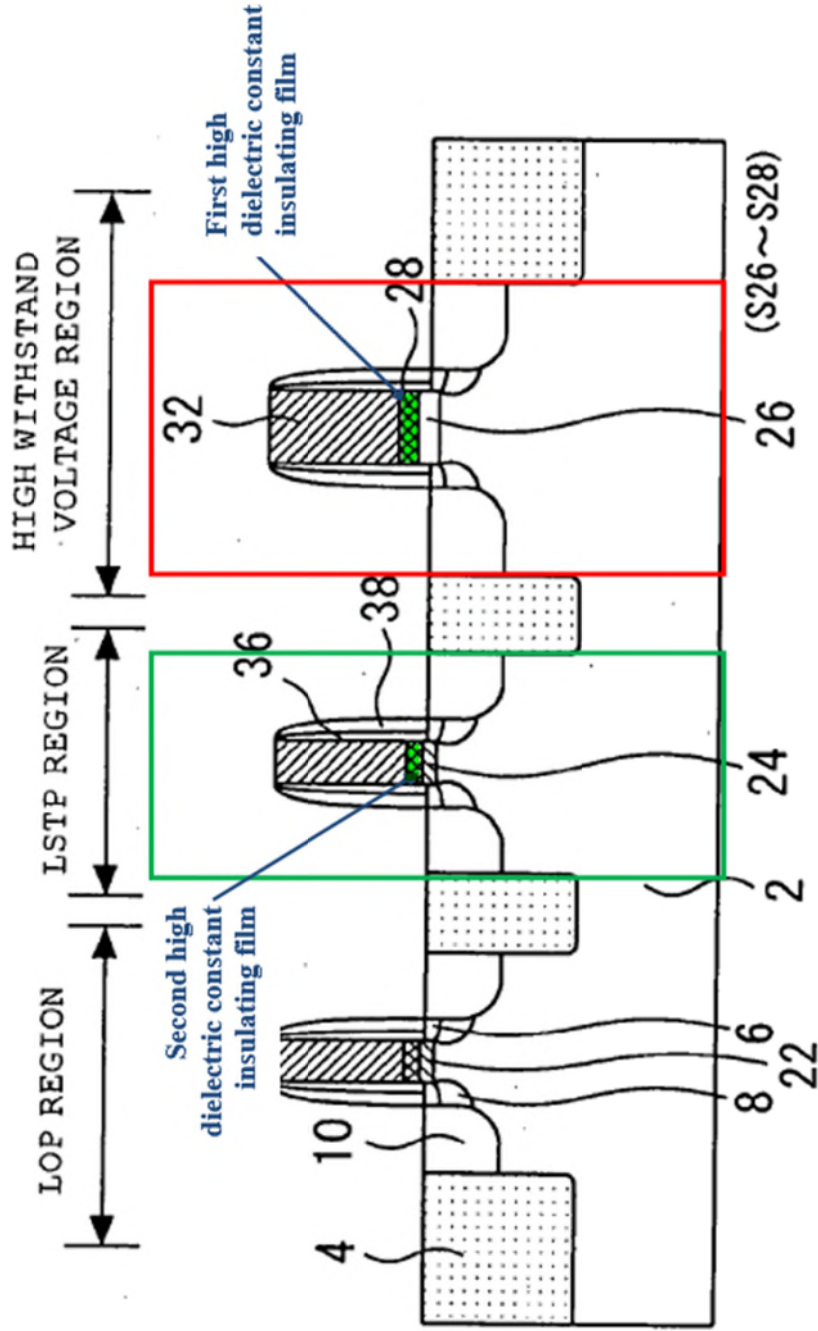 LOP REGION
LSTP REGION
HIGH WITHSTAND
VOLTAGE REGION
Second high
dielectric constant
insulating film
First high
dielectric constant
insulating film
4
10
36
38
32
28
8
22
6
2
24
26
(S26~S28)